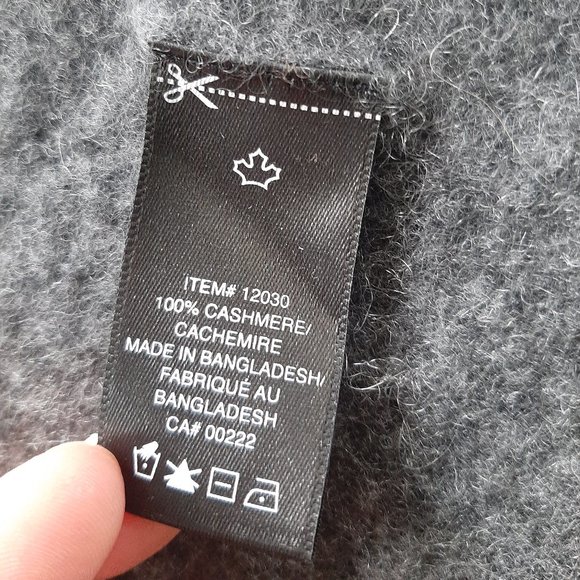 ITEM# 12030
100% CASHMERE/
CACHEMIRE
MADE IN BANGLADESH/
FABRIQUÉ AU
BANGLADESH
CA# 00222